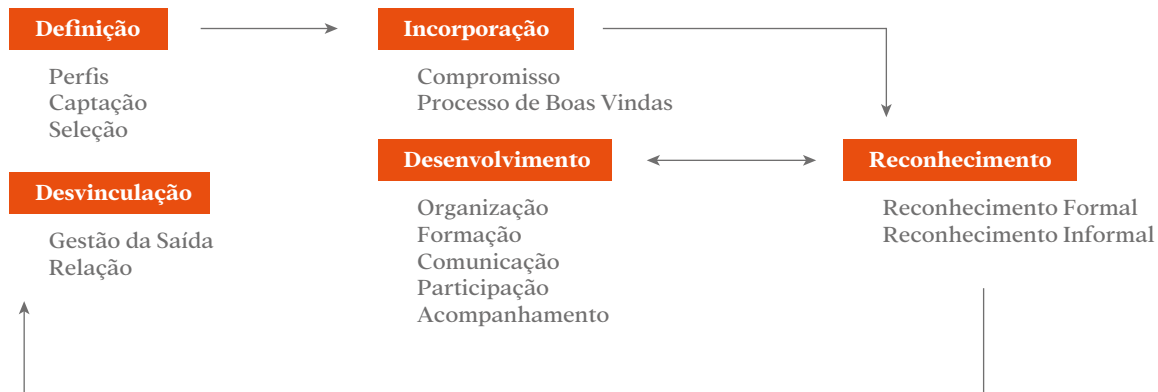 Definição
Perfis
Captação
Seleção
Incorporação
Compromisso
Processo de Boas Vindas
Desenvolvimento
Organização
Formação
Comunicação
Participação
Acompanhamento
Reconhecimento
Reconhecimento Formal
Reconhecimento Informal
Desvinculação
Gestão da Saída
Relação